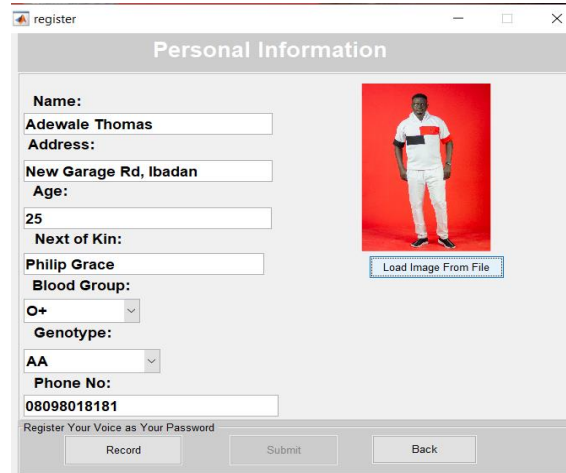 register
Personal Information
Name:
Adewale Thomas
Address:
New Garage Rd, Ibadan
Age:
25
Next of Kin:
Philip Grace
Load Image From File
Blood Group:
O+
Genotype:
AA
Phone No:
08098018181
Register Your Voice as Your Password
Record Submit Back